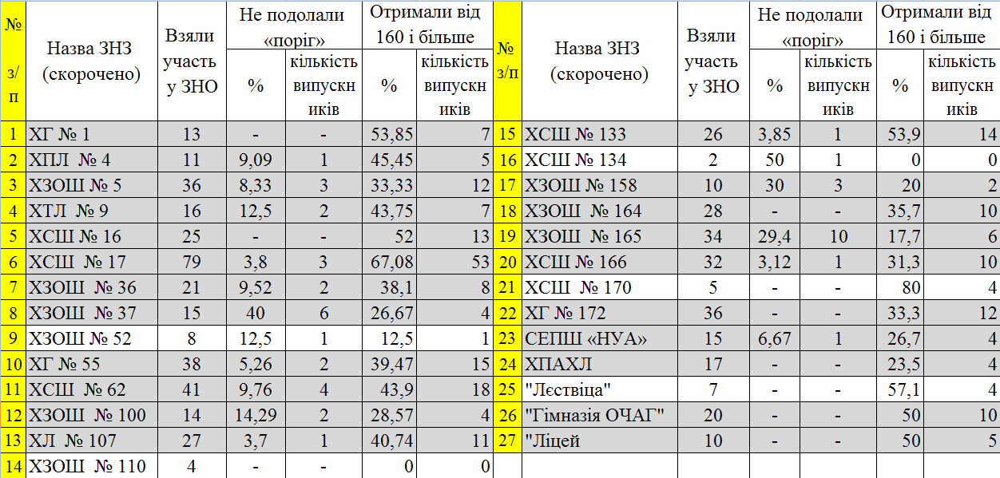 № з/п Назва ЗНЗ (скорочено) Взяли участь у ЗНО Не подолали «поріг» Отримали від 160 і більше № з/п Назва ЗНЗ (скорочено) Взяли участь у ЗНО Не подолали «поріг» Отримали від 160 і більше
% кількість випускників % кількість випускників % кількість випускників % кількість випускників
1 ХГ № 1 13 - - 53,85 7 15 ХСШ № 133 26 3,85 1 53,9 14
2 ХПЛ № 4 11 9,09 1 45,45 5 16 ХСШ № 134 2 50 1 0 0
3 ХЗОШ № 5 36 8,33 3 33,33 12 17 ХЗОШ № 158 10 30 3 20 2
4 ХТЛ № 9 16 12,5 2 43,75 7 18 ХЗОШ № 164 28 - - 35,7 10
5 ХСШ № 16 25 - - 52 13 19 ХЗОШ № 165 34 29,4 10 17,7 6
6 ХСШ № 17 79 3,8 3 67,08 53 20 ХСШ № 166 32 3,12 1 31,3 10
7 ХЗОШ № 36 21 9,52 2 38,1 8 21 ХСШ № 170 5 - - 80 4
8 ХЗОШ № 37 15 40 6 26,67 4 22 ХГ № 172 36 - - 33,3 12
9 ХЗОШ № 52 8 12,5 1 12,5 1 23 СЕПШ «НУА» 15 6,67 1 26,7 4
10 ХГ № 55 38 5,26 2 39,47 15 24 ХПАХЛ 17 - - 23,5 4
11 ХСШ № 62 41 9,76 4 43,9 18 25 "Лєствіца" 7 - - 57,1 4
12 ХЗОШ № 100 14 14,29 2 28,57 4 26 "Гімназія ОЧАГ" 20 - - 50 10
13 ХЛ № 107 27 3,7 1 40,74 11 27 "Ліцей 10 - - 50 5
14 ХЗОШ № 110 4 - - 0 0